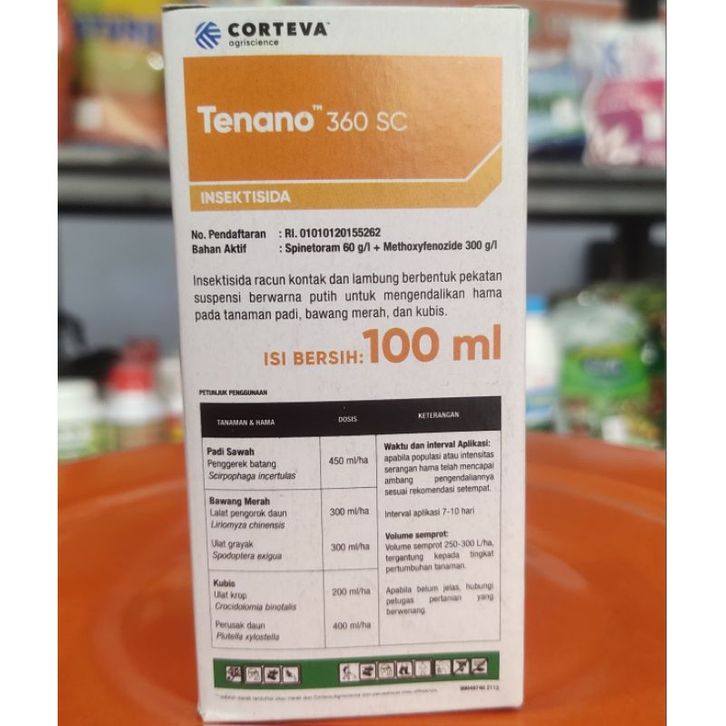 CORTEVA™
agriscience
Tenano™ 360 SC
INSEKTISIDA
No. Pendaftaran : RI. 01010120155262
Bahan Aktif : Spinetoram 60 g/l + Methoxyfenozide 300 g/l
Insektisida racun kontak dan lambung berbentuk pekatan
suspensi berwarna putih untuk mengendalikan hama
pada tanaman padi, bawang merah, dan kubis.
ISI BERSIH: 100 ml
PETUNJUK PENGGUNAAN
TANAMAN & HAMA DOSIS KETERANGAN
Padi Sawah
Penggerek batang 450 ml/ha
Scirpophaga incertulas
Bawang Merah
Lalat pengorok daun 300 ml/ha
Liriomyza chinensis
Ulat grayak 300 ml/ha
Spodoptera exigua
Kubis
Ulat krop 200 ml/ha
Crocidolomia binotalis
Perusak daun 400 ml/ha
Plutella xylostella
Waktu dan interval Aplikasi:
apabila populasi atau intensitas
serangan hama telah mencapai
ambang pengendaliannya
sesuai rekomendasi setempat.
Interval aplikasi 7-10 hari
Volume semprot:
Volume semprot 250-300 L/ha,
tergantung kepada tingkat
pertumbuhan tanaman.
Apabila belum jelas, hubungi
petugas pertanian yang
berwenang.